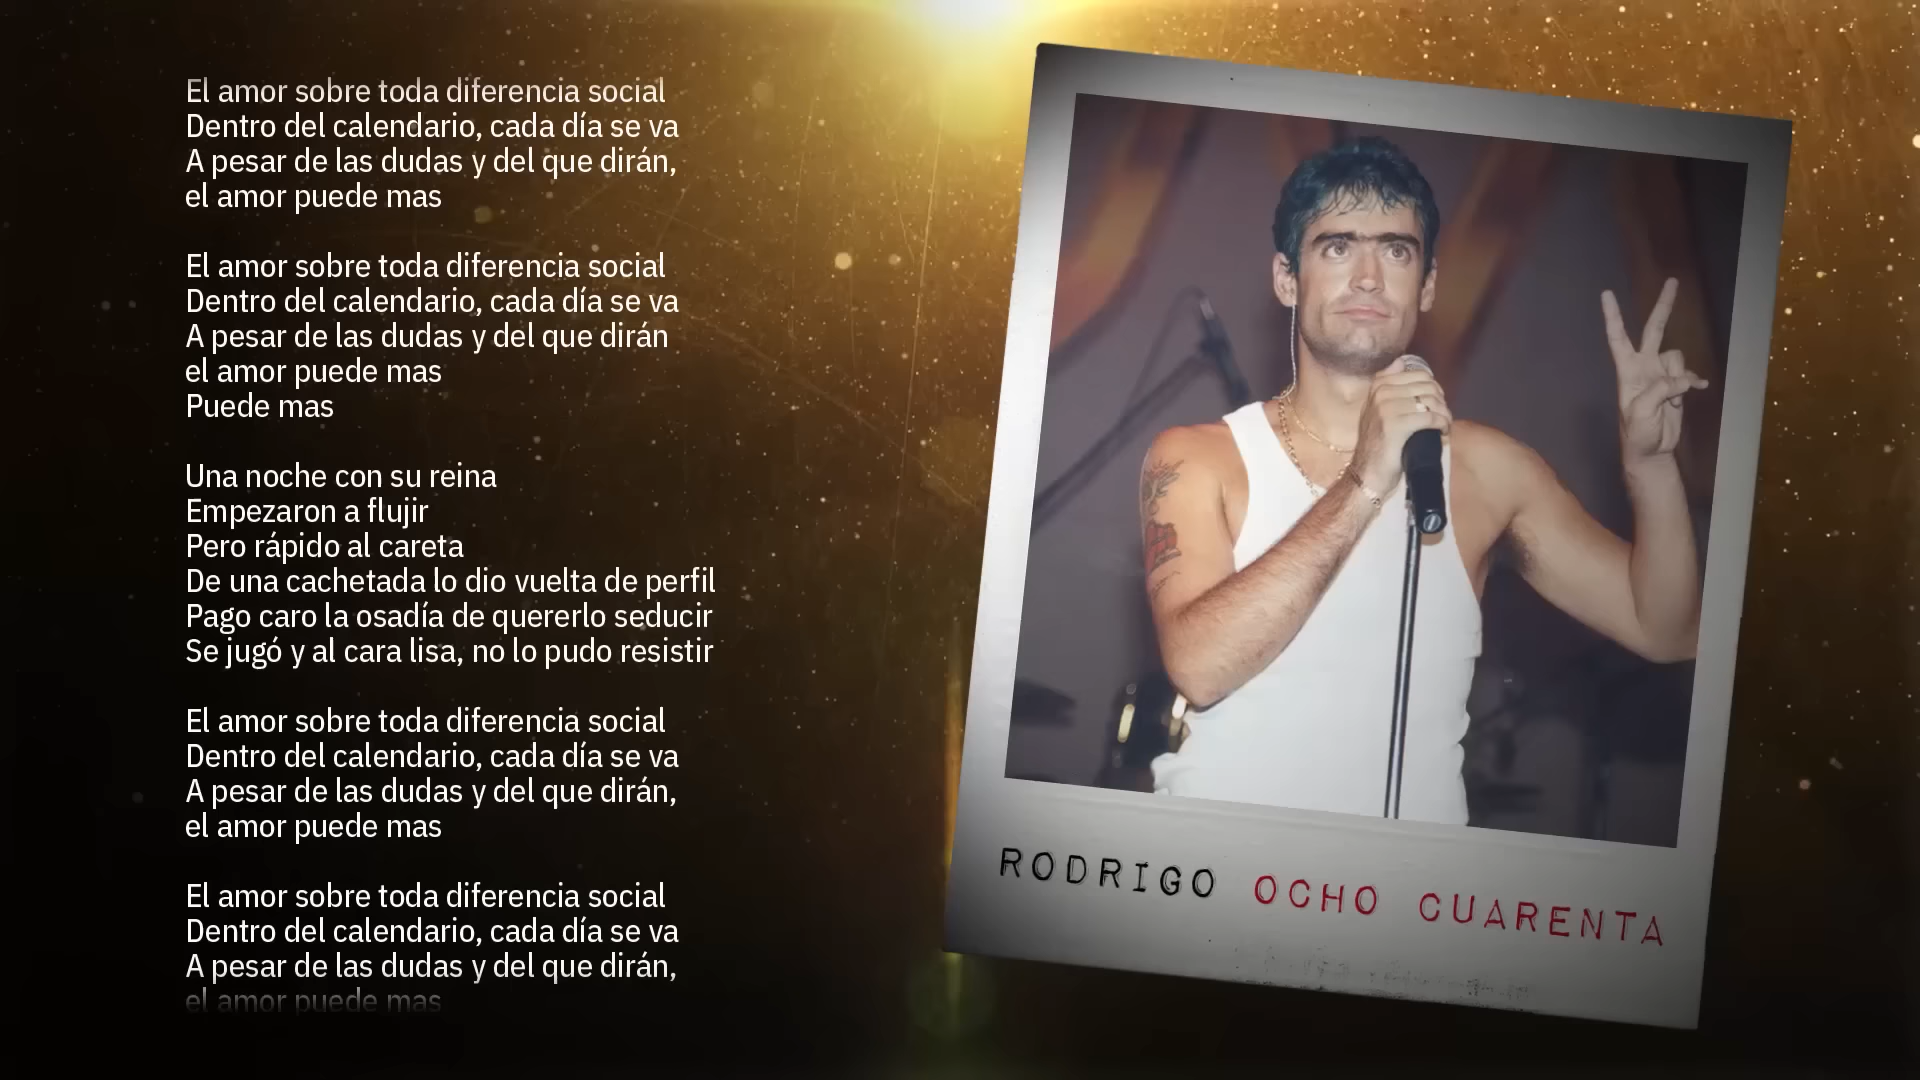 El amor sobre toda diferencia social
Dentro del calendario, cada día se va
A pesar de las dudas y del que dirán,
el amor puede mas
El amor sobre toda diferencia social
Dentro del calendario, cada día se va
A pesar de las dudas y del que dirán
el amor puede mas
Puede mas
Una noche con su reina
Empezaron a flujir
Pero rápido al careta
De una cachetada lo dio vuelta de perfil
Pago caro la osadía de quererlo seducir
Se jugó y al cara lisa, no lo pudo resistir
El amor sobre toda diferencia social
Dentro del calendario, cada día se va
A pesar de las dudas y del que dirán,
el amor puede mas
El amor sobre toda diferencia social
Dentro del calendario, cada día se va
A pesar de las dudas y del que dirán,
el amor puede mas
RODRIGO OCHO CUARENTA